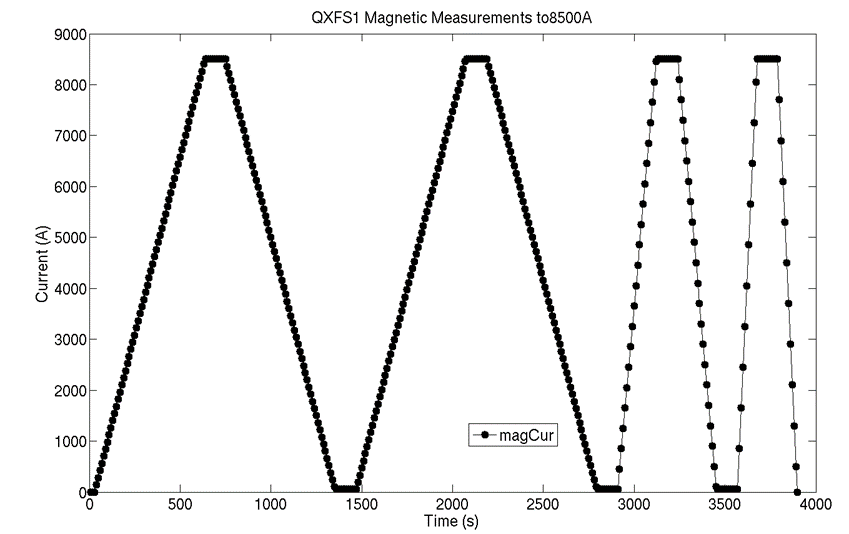 QXFS1 Magnetic Measurements to8500A
9000
8000
7000
6000
5000
4000
3000
2000
1000
0
Current (A)
magCur
0 500 1000 1500 2000 2500 3000 3500 4000
Time (s)